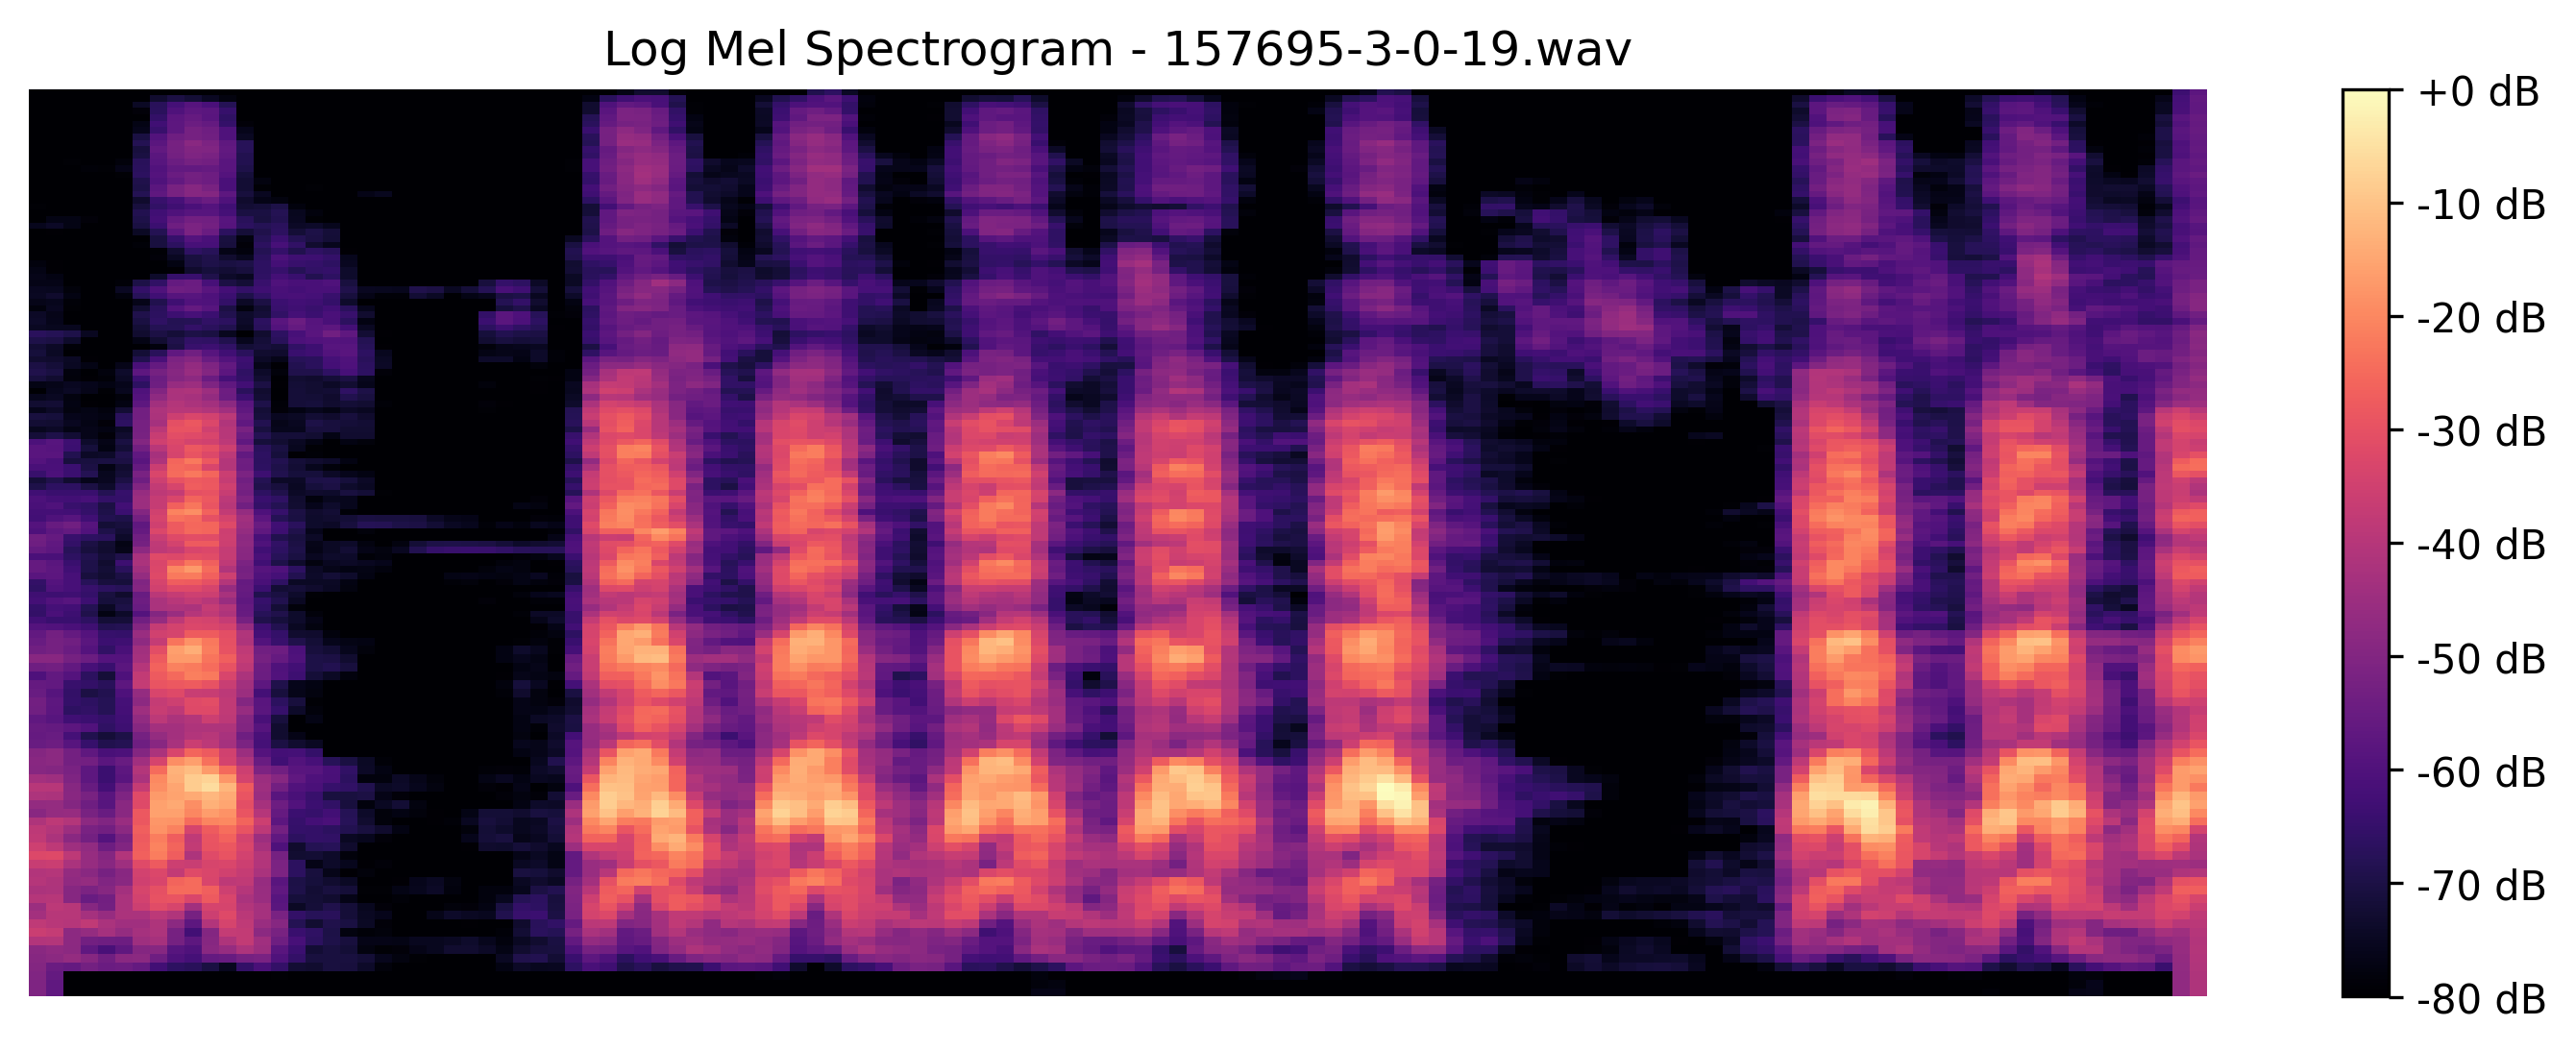 Log Mel Spectrogram - 157695-3-0-19.wav
+0 dB
-10 dB
-20 dB
-30 dB
-40 dB
-50 dB
-60 dB
-70 dB
-80 dB